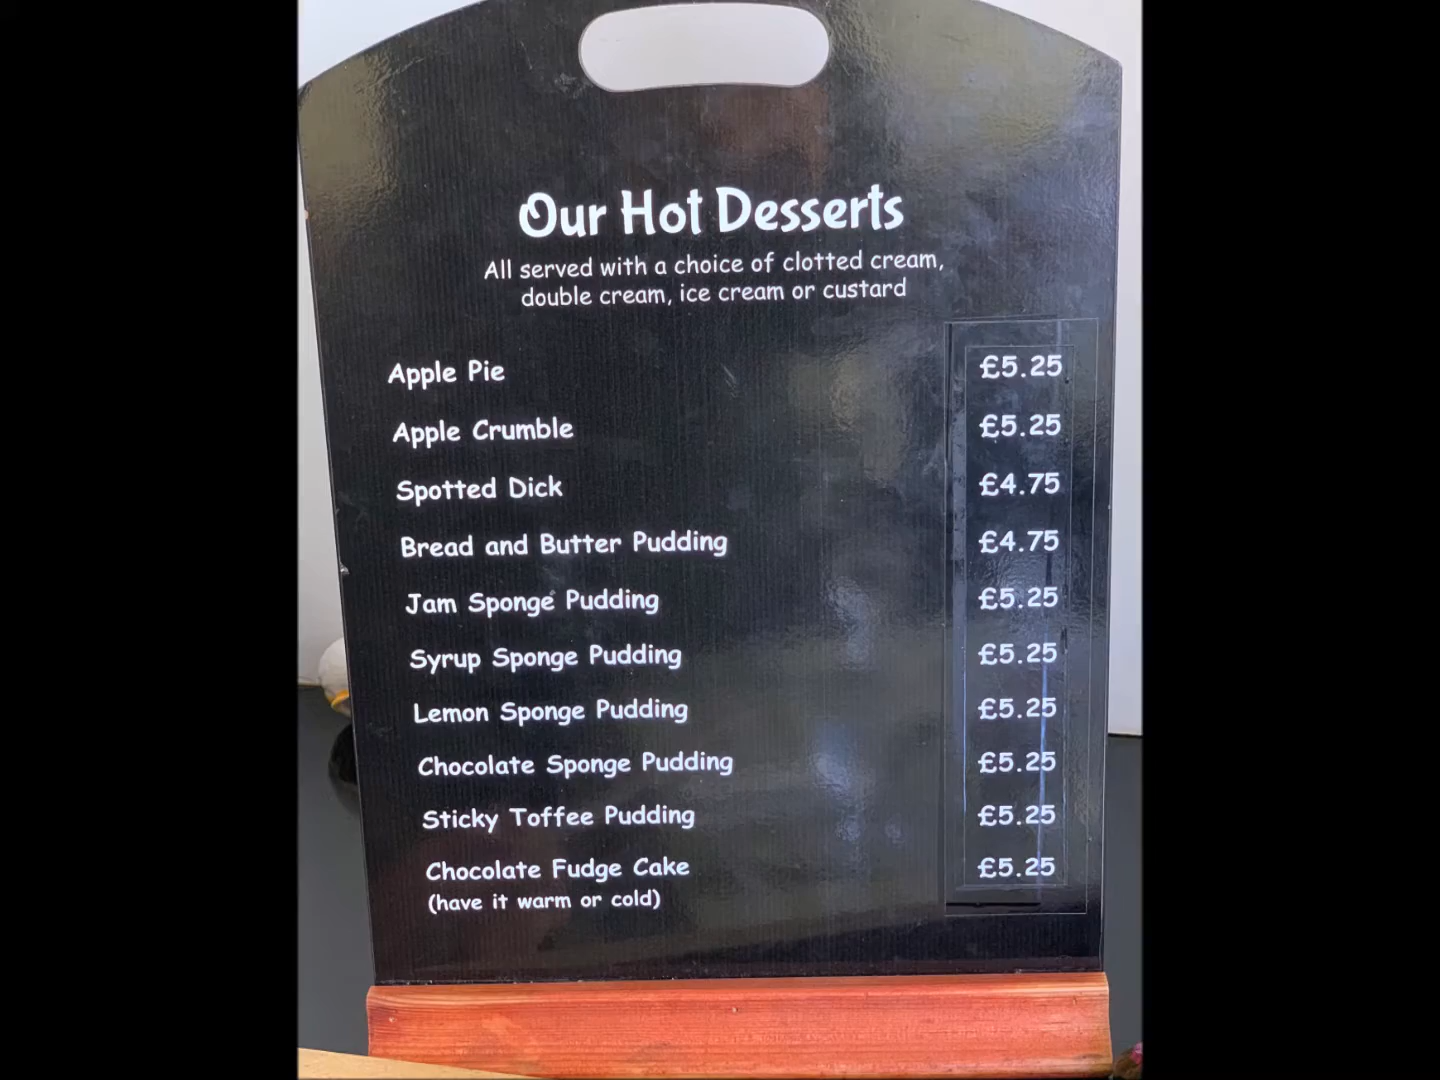 Our Hot Desserts
All served with a choice of clotted cream,
double cream, ice cream or custard
Apple Pie £5.25
Apple Crumble £5.25
Spotted Dick £4.75
Bread and Butter Pudding £4.75
Jam Sponge Pudding £5.25
Syrup Sponge Pudding £5.25
Lemon Sponge Pudding £5.25
Chocolate Sponge Pudding £5.25
Sticky Toffee Pudding £5.25
Chocolate Fudge Cake £5.25
(have it warm or cold)